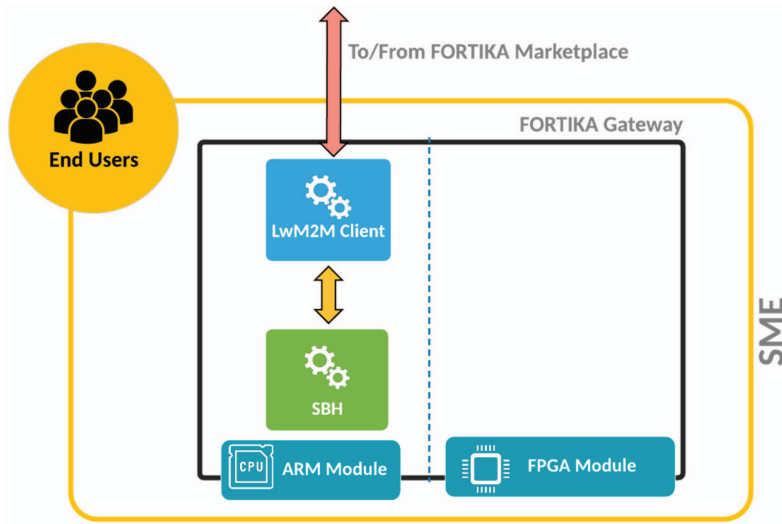 To/From FORTIKA Marketplace
End Users
FORTIKA Gateway
LwM2M Client
SME
SBH
CPU
ARM Module
FPGA Module